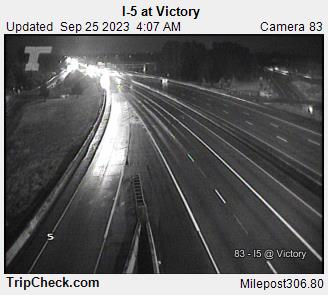 I-5 at Victory
Updated Sep 25 2023 4:07 AM Camera 83
T
S
83 - I5 @ Victory
TripCheck.com Milepost306.80